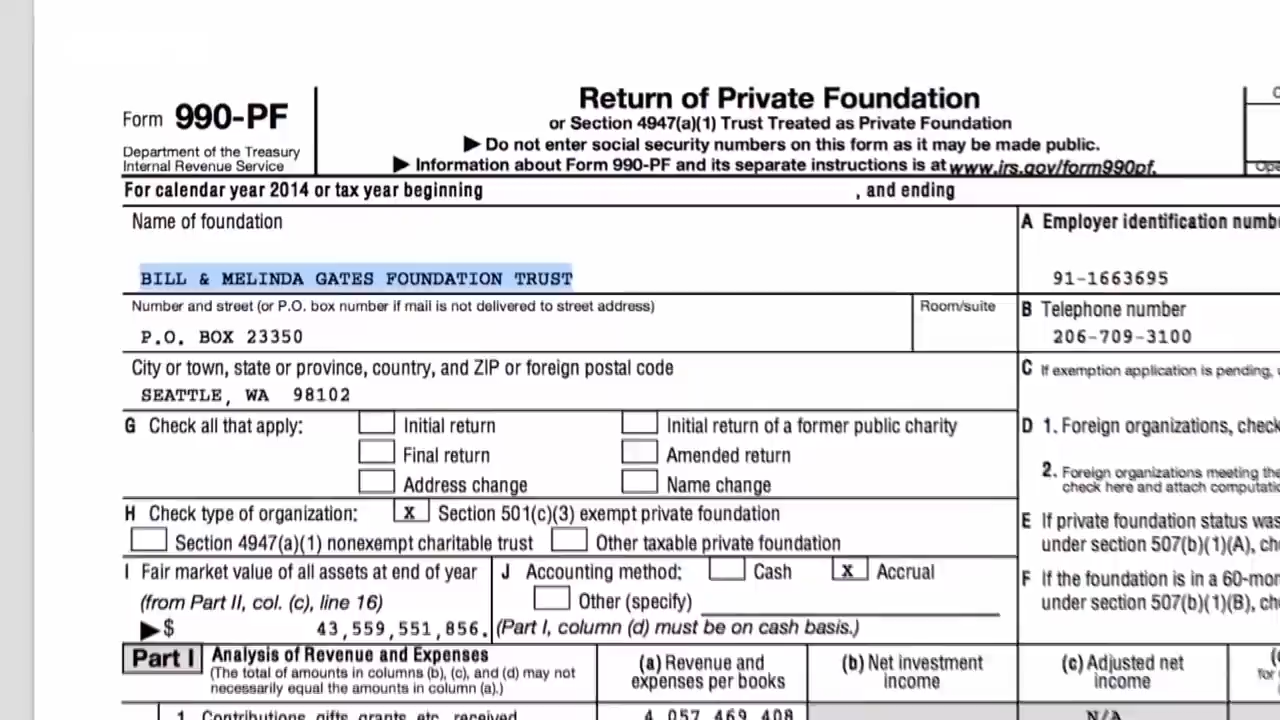 Form 990-PF
Department of the Treasury
Internal Revenue Service
Return of Private Foundation
or Section 4947(a)(1) Trust Treated as Private Foundation
▶ Do not enter social security numbers on this form as it may be made public.
▶ Information about Form 990-PF and its separate instructions is at www.irs.gov/form990pf.
For calendar year 2014 or tax year beginning , and ending
Name of foundation
BILL & MELINDA GATES FOUNDATION TRUST
A Employer identification
91-1663695
Number and street (or P.O. box number if mail is not delivered to street address)
Room/suite
P.O. BOX 23350
B Telephone number
206-709-3100
City or town, state or province, country, and ZIP or foreign postal code
SEATTLE, WA 98102
C If exemption application is pending,
G Check all that apply:
Initial return
Initial return of a former public charity
Final return
Amended return
Address change
Name change
D 1. Foreign organizations, check
2. Foreign organizations meeting the
check here and attach
H Check type of organization: X Section 501(c)(3) exempt private foundation
Section 4947(a)(1) nonexempt charitable trust Other taxable private foundation
E If private foundation status was
under section 507(b)(1)(A),
I Fair market value of all assets at end of year
(from Part II, col. (c), line 16)
▶$ 43,559,551,856.
J Accounting method: Cash X Accrual
Other (specify)
(Part I, column (d) must be on cash basis.)
F If the foundation is in a
under section 507(b)(1)(B),
Part I Analysis of Revenue and Expenses
(The total of amounts in columns (b), (c), and (d) may not
necessarily equal the amounts in column (a).)
(a) Revenue and
expenses per books
(b) Net investment
income
(c) Adjusted net
income
for
1 Contributions, gifts, grants, etc., received 4,057,469,408. N/A